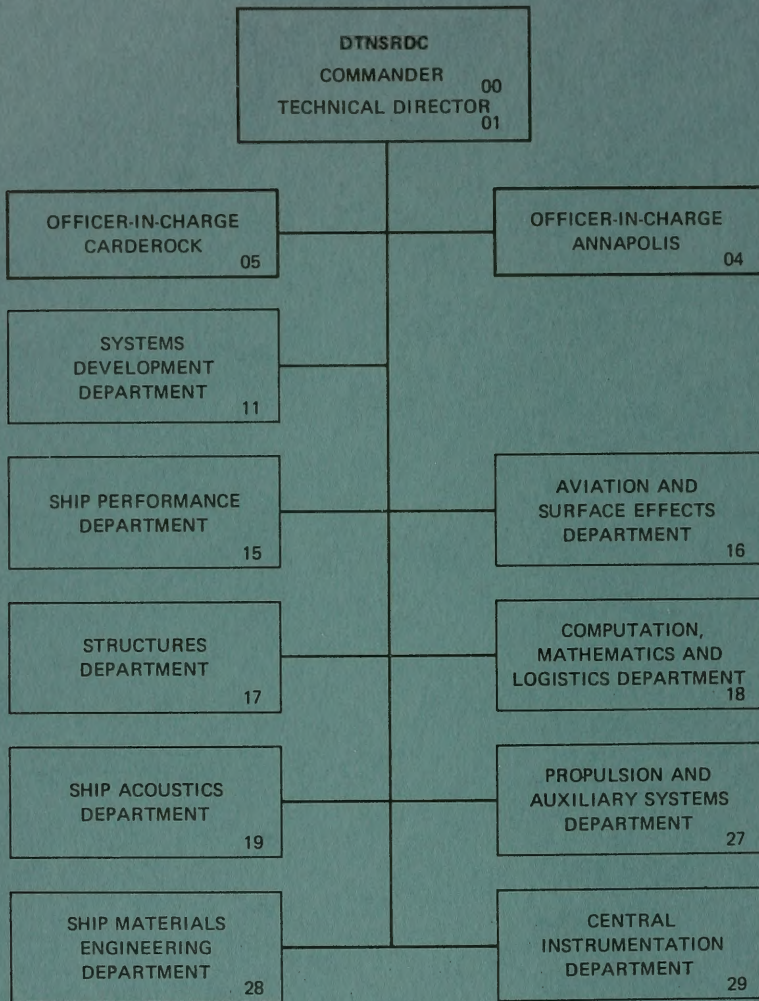 DTNSRDC
COMMANDER
00
TECHNICAL DIRECTOR
01
OFFICER-IN-CHARGE
CARDEROCK
05
OFFICER-IN-CHARGE
ANNAPOLIS
04
SYSTEMS
DEVELOPMENT
DEPARTMENT
11
SHIP PERFORMANCE
DEPARTMENT
15
AVIATION AND
SURFACE EFFECTS
DEPARTMENT
16
STRUCTURES
DEPARTMENT
17
COMPUTATION,
MATHEMATICS AND
LOGISTICS DEPARTMENT
18
SHIP ACOUSTICS
DEPARTMENT
19
PROPULSION AND
AUXILIARY SYSTEMS
DEPARTMENT
27
SHIP MATERIALS
ENGINEERING
DEPARTMENT
28
CENTRAL
INSTRUMENTATION
DEPARTMENT
29